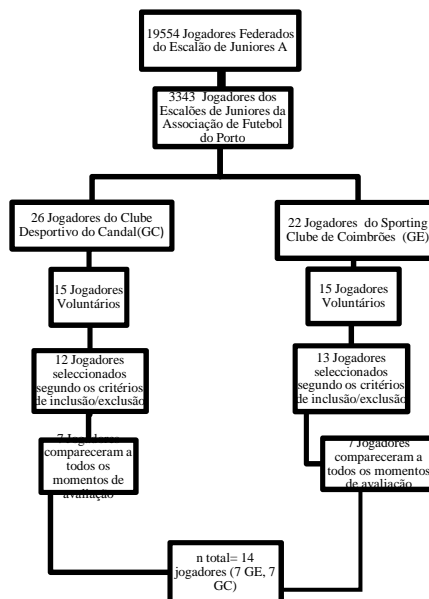 19554 Jogadores Federados
do Escalão de Juniores A
3343 Jogadores dos
Escalões de Juniores da
Associação de Futebol
do Porto
26 Jogadores do Clube
Desportivo do Candal(GC)
22 Jogadores do Sporting
Clube de Coimbrões (GE)
15 Jogadores
Voluntários
15 Jogadores
Voluntários
12 Jogadores
seleccionados
segundo os critérios
de inclusão/exclusão
13 Jogadores
seleccionados
segundo os critérios
de inclusão/exclusão
7 Jogadores
compareceram a
todos os
momentos de
avaliação
7 Jogadores
compareceram a
todos os momentos
de avaliação
n total= 14
jogadores (7 GE, 7
GC)